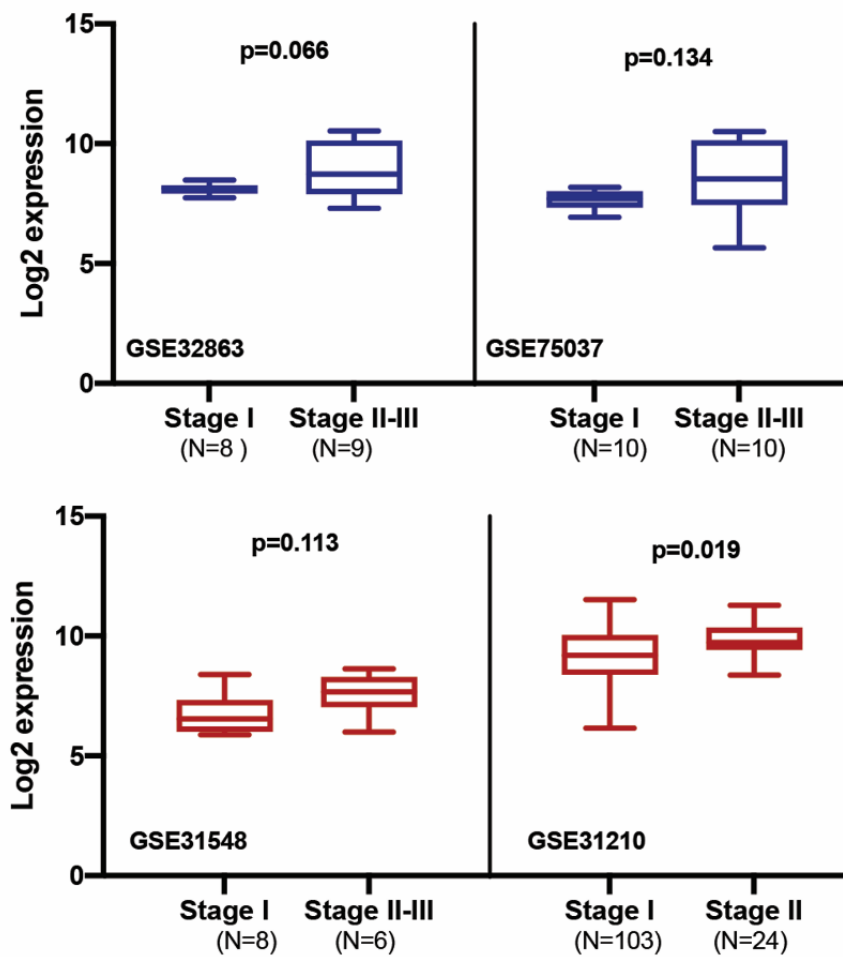 15
p=0.066
p=0.134
10
Log2 expression
5
GSE32863
GSE75037
0
Stage I
Stage II-III
Stage I
Stage II-III
(N=8 )
(N=9)
(N=10)
(N=10)
15
p=0.113
p=0.019
10
Log2 expression
5
GSE31548
GSE31210
0
Stage I
Stage II-III
Stage I
Stage II
(N=8)
(N=6)
(N=103)
(N=24)